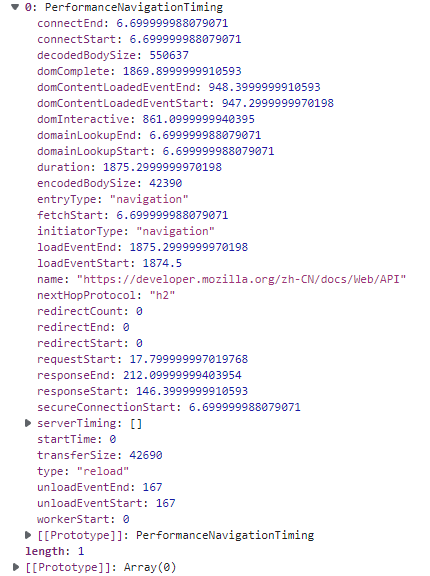 0: PerformanceNavigationTiming
connectEnd: 6.699999988079071
connectStart: 6.699999988079071
decodedBodySize: 550637
domComplete: 1869.8999999910593
domContentLoadedEventEnd: 948.3999999910593
domContentLoadedEventStart: 947.2999999970198
domInteractive: 861.0999999940395
domainLookupEnd: 6.699999988079071
domainLookupStart: 6.699999988079071
duration: 1875.2999999970198
encodedBodySize: 42390
entryType: "navigation"
fetchStart: 6.699999988079071
initiatorType: "navigation"
loadEventEnd: 1875.2999999970198
loadEventStart: 1874.5
name: "https://developer.mozilla.org/zh-CN/docs/Web/API"
nextHopProtocol: "h2"
redirectCount: 0
redirectEnd: 0
redirectStart: 0
requestStart: 17.799999997019768
responseEnd: 212.09999999403954
responseStart: 146.3999999910593
secureConnectionStart: 6.699999988079071
serverTiming: []
startTime: 0
transferSize: 42690
type: "reload"
unloadEventEnd: 167
unloadEventStart: 167
workerStart: 0
[[Prototype]]: PerformanceNavigationTiming
length: 1
[[Prototype]]: Array(0)